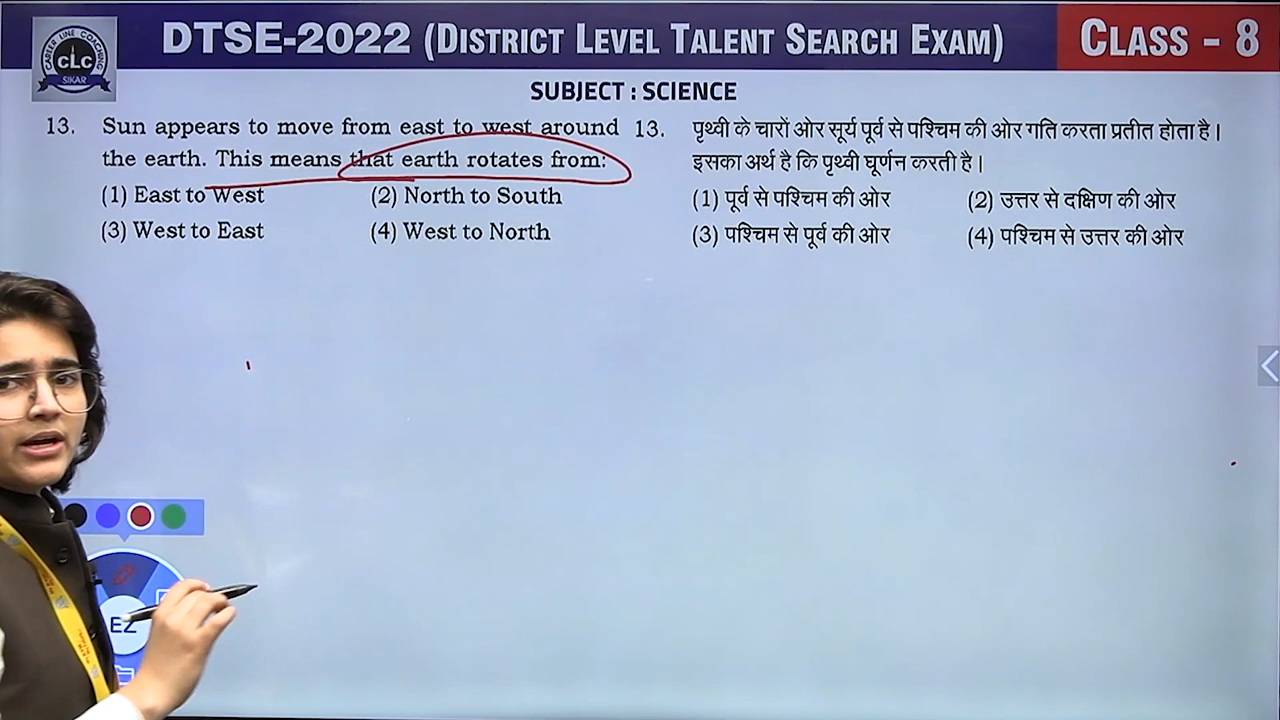 CAREER LINE COACHING
CLC
SIKAR
DTSE-2022 (DISTRICT LEVEL TALENT SEARCH EXAM)
CLASS - 8
SUBJECT : SCIENCE
13. Sun appears to move from east to west around
the earth. This means that earth rotates from:
(1) East to West (2) North to South
(3) West to East (4) West to North
13. पृथ्वी के चारों ओर सूर्य पूर्व से पश्चिम की ओर गति करता प्रतीत होता है।
इसका अर्थ है कि पृथ्वी घूर्णन करती है।
(1) पूर्व से पश्चिम की ओर (2) उत्तर से दक्षिण की ओर
(3) पश्चिम से पूर्व की ओर (4) पश्चिम से उत्तर की ओर
EZ